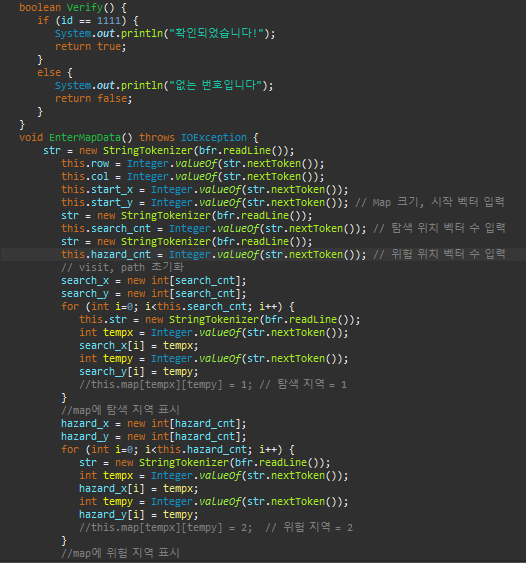 boolean Verify() {
if (id == 1111) {
System.out.println("확인되었습니다!");
return true;
}
else {
System.out.println("없는 번호입니다");
return false;
}
}
void EnterMapData() throws IOException {
str = new StringTokenizer(bfr.readLine());
this.row = Integer.valueOf(str.nextToken());
this.col = Integer.valueOf(str.nextToken());
this.start_x = Integer.valueOf(str.nextToken());
this.start_y = Integer.valueOf(str.nextToken()); // Map 크기, 시작 벡터 입력
str = new StringTokenizer(bfr.readLine());
this.search_cnt = Integer.valueOf(str.nextToken()); // 탐색 위치 벡터 수 입력
str = new StringTokenizer(bfr.readLine());
this.hazard_cnt = Integer.valueOf(str.nextToken()); // 위험 위치 벡터 수 입력
// visit, path 초기화
search_x = new int[search_cnt];
search_y = new int[search_cnt];
for (int i=0; i<this.search_cnt; i++) {
this.str = new StringTokenizer(bfr.readLine());
int tempx = Integer.valueOf(str.nextToken());
search_x[i] = tempx;
int tempy = Integer.valueOf(str.nextToken());
search_y[i] = tempy;
//this.map[tempx][tempy] = 1; // 탐색 지역 = 1
}
//map에 탐색 지역 표시
hazard_x = new int[hazard_cnt];
hazard_y = new int[hazard_cnt];
for (int i=0; i<this.hazard_cnt; i++) {
str = new StringTokenizer(bfr.readLine());
int tempx = Integer.valueOf(str.nextToken());
hazard_x[i] = tempx;
int tempy = Integer.valueOf(str.nextToken());
hazard_y[i] = tempy;
//this.map[tempx][tempy] = 2;  // 위험 지역 = 2
}
//map에 위험 지역 표시